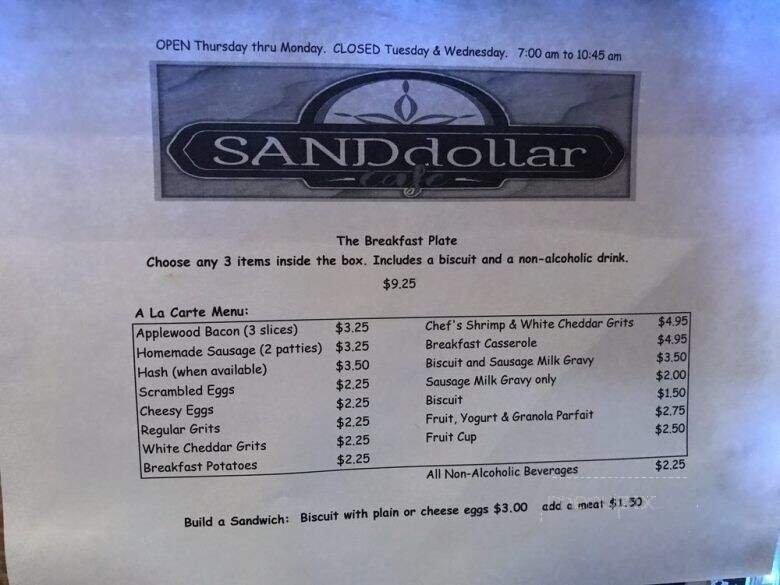 OPEN Thursday thru Monday. CLOSED Tuesday & Wednesday. 7:00 am to 10:45 am
SANDdollar
cafe
The Breakfast Plate
Choose any 3 items inside the box. Includes a biscuit and a non-alcoholic drink.
$9.25
A La Carte Menu:
Applewood Bacon (3 slices) $3.25
Homemade Sausage (2 patties) $3.25
Hash (when available) $3.50
Scrambled Eggs $2.25
Cheesy Eggs $2.25
Regular Grits $2.25
White Cheddar Grits $2.25
Breakfast Potatoes $2.25
Chef's Shrimp & White Cheddar Grits $4.95
Breakfast Casserole $4.95
Biscuit and Sausage Milk Gravy $3.50
Sausage Milk Gravy only $2.00
Biscuit $1.50
Fruit, Yogurt & Granola Parfait $2.75
Fruit Cup $2.50
All Non-Alcoholic Beverages $2.25
Build a Sandwich: Biscuit with plain or cheese eggs $3.00 add a meat $1.50